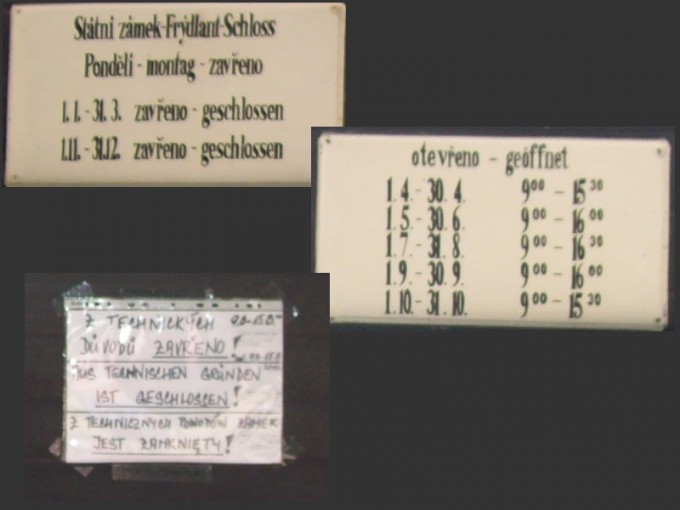 Státni zámek-Frýdlant-Schloss
Ponděli - montag - zavřeno
1. 1. - 31. 3. zavřeno - geschlossen
1.11. - 31.12. zavřeno - geschlossen
otevřeno - geöffnet
1. 4. - 30. 4. 9⁰⁰ - 15³⁰
1. 5. - 30. 6. 9⁰⁰ - 16⁰⁰
1. 7. - 31. 8. 9⁰⁰ - 16³⁰
1. 9. - 30. 9. 9⁰⁰ - 16⁰⁰
1. 10. - 31. 10. 9⁰⁰ - 15³⁰
Z TECHNICKÝCH
DŮVODŮ ZAVŘENO!
AUS TECHNISCHEN GRÜNDEN
IST GESCHLOSSEN!
Z TECHNICZNYCH POWODÓW ZAMEK
JEST ZAMKNIĘTY!